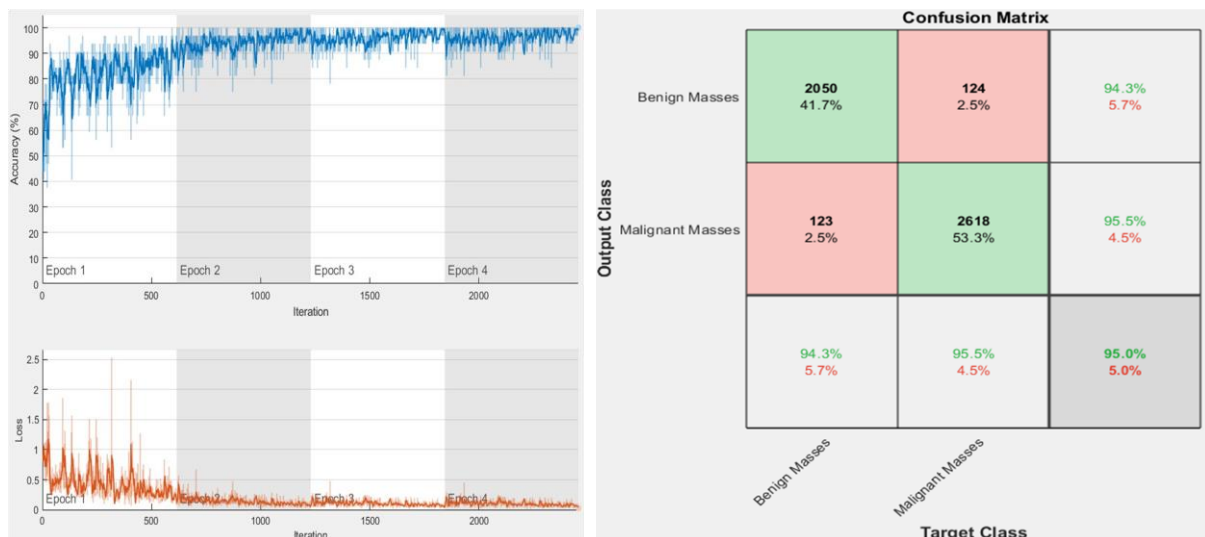 100
90
80
70
60
50
40
30
20
10
0
Accuracy (%)
Epoch 1
Epoch 2
Epoch 3
Epoch 4
0
500
1000
1500
2000
Iteration
2.5
2
1.5
1
0.5
0
Loss
Epoch 1
Epoch 2
Epoch 3
Epoch 4
0
500
1000
1500
2000
Iteration
Confusion Matrix
Output Class
Benign Masses
2050
41.7%
124
2.5%
94.3%
5.7%
Malignant Masses
123
2.5%
2618
53.3%
95.5%
4.5%
94.3%
5.7%
95.5%
4.5%
95.0%
5.0%
Benign Masses
Malignant Masses
Target Class